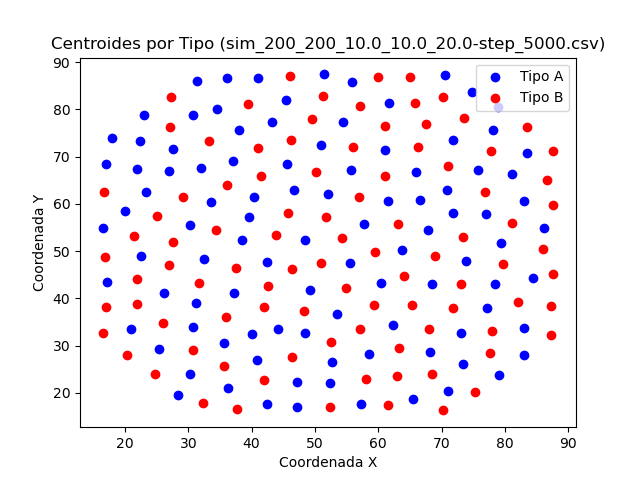 Centroides por Tipo (sim_200_200_10.0_10.0_20.0-step_5000.csv)
Tipo A
Tipo B
90
80
70
60
50
40
30
20
Coordenada Y
20 30 40 50 60 70 80 90
Coordenada X